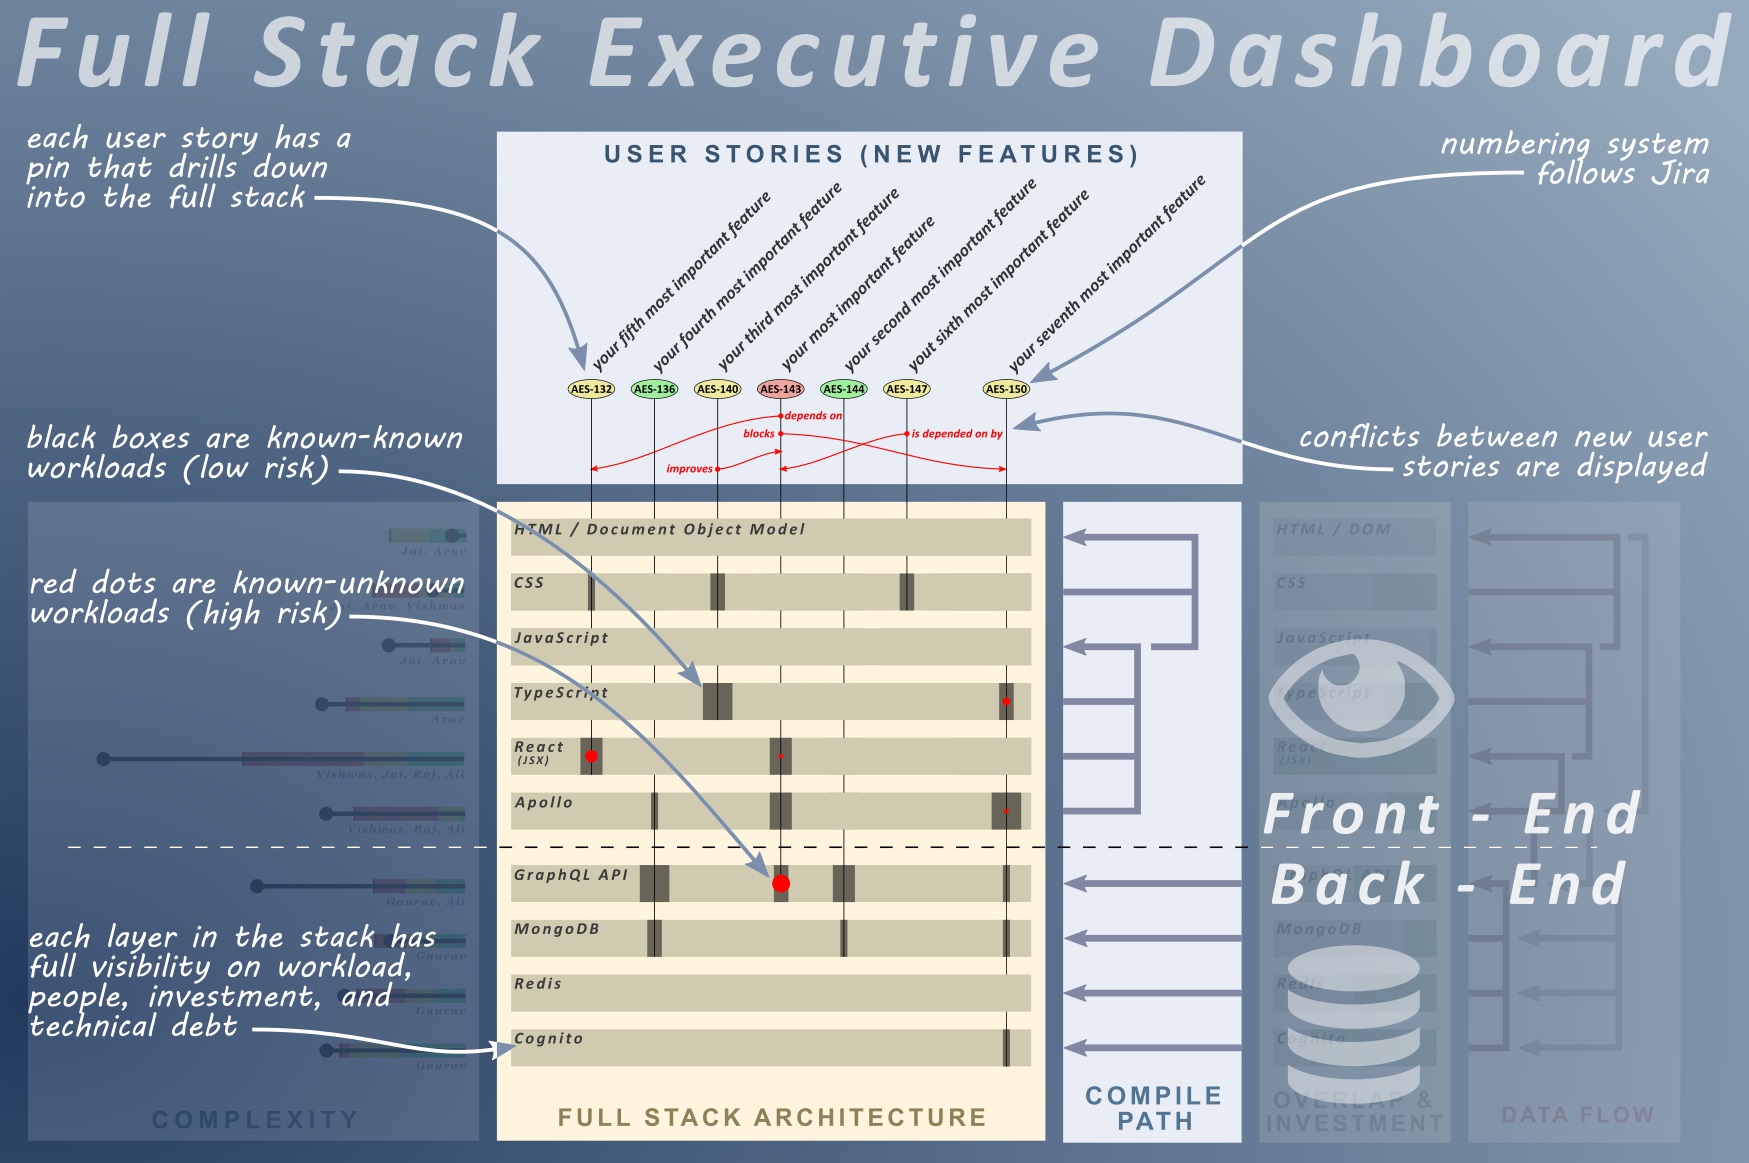 Full Stack Executive Dashboard
each user story has a
pin that drills down
into the full stack
numbering system
follows Jira
USER STORIES (NEW FEATURES)
your fifth most important feature
your fourth most important feature
your third most important feature
your most important feature
your second most important feature
yout sixth most important feature
your seventh most important feature
AES-132
AES-136
AES-140
AES-143
AES-144
AES-147
AES-150
depends on
blocks
is depended on by
improves
black boxes are known-known
workloads (low risk)
conflicts between new user
stories are displayed
red dots are known-unknown
workloads (high risk)
each layer in the stack has
full visibility on workload,
people, investment, and
technical debt
Jai, Arav
Jai, Arav, Vishwas
Jai, Arav
Arav
Vishwas, Jai, Raj, Ali
Vishwas, Raj, Ali
Gaurav, Ali
Gaurav
Gaurav
Gaurav
COMPLEXITY
HTML / Document Object Model
CSS
JavaScript
TypeScript
React
(JSX)
Apollo
GraphQL API
MongoDB
Redis
Cognito
FULL STACK ARCHITECTURE
COMPILE
PATH
HTML / DOM
CSS
JavaScript
TypeScript
React
(JSX)
Apollo
Front - End
Back - End
GraphQL API
MongoDB
Redis
Cognito
OVERLAP &
INVESTMENT
DATA FLOW